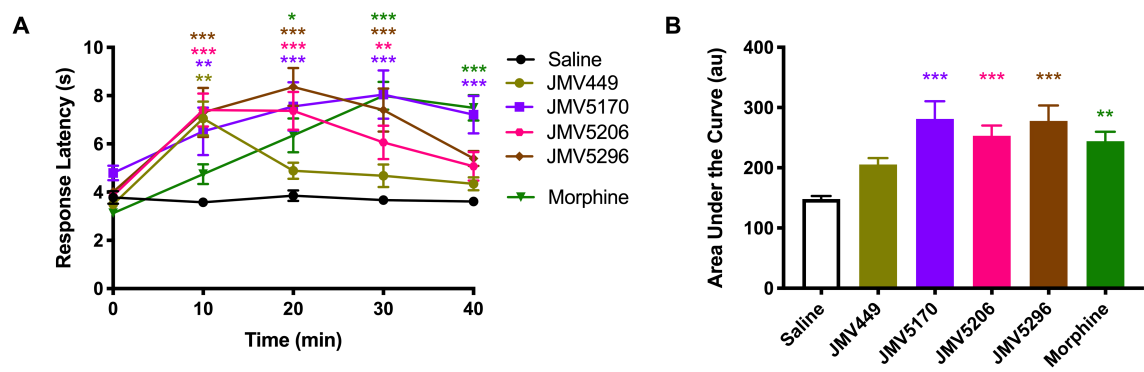 A
Response Latency (s)
10
8
6
4
2
0
***
***
**
**
*
***
***
***
***
***
**
***
***
***
0 10 20 30 40
Time (min)
Saline
JMV449
JMV5170
JMV5206
JMV5296
Morphine
B
Area Under the Curve (au)
400
300
200
100
0
*** *** *** **
Saline JMV449 JMV5170 JMV5206 JMV5296 Morphine